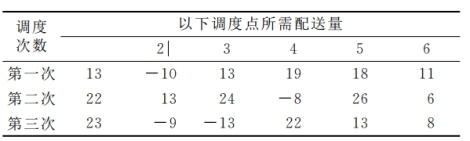 调度次数 以下调度点所需配送量
2| 3 4 5 6
第一次 13 −10 13 19 18 11
第二次 22 13 24 −8 26 6
第三次 23 −9 −13 22 13 8